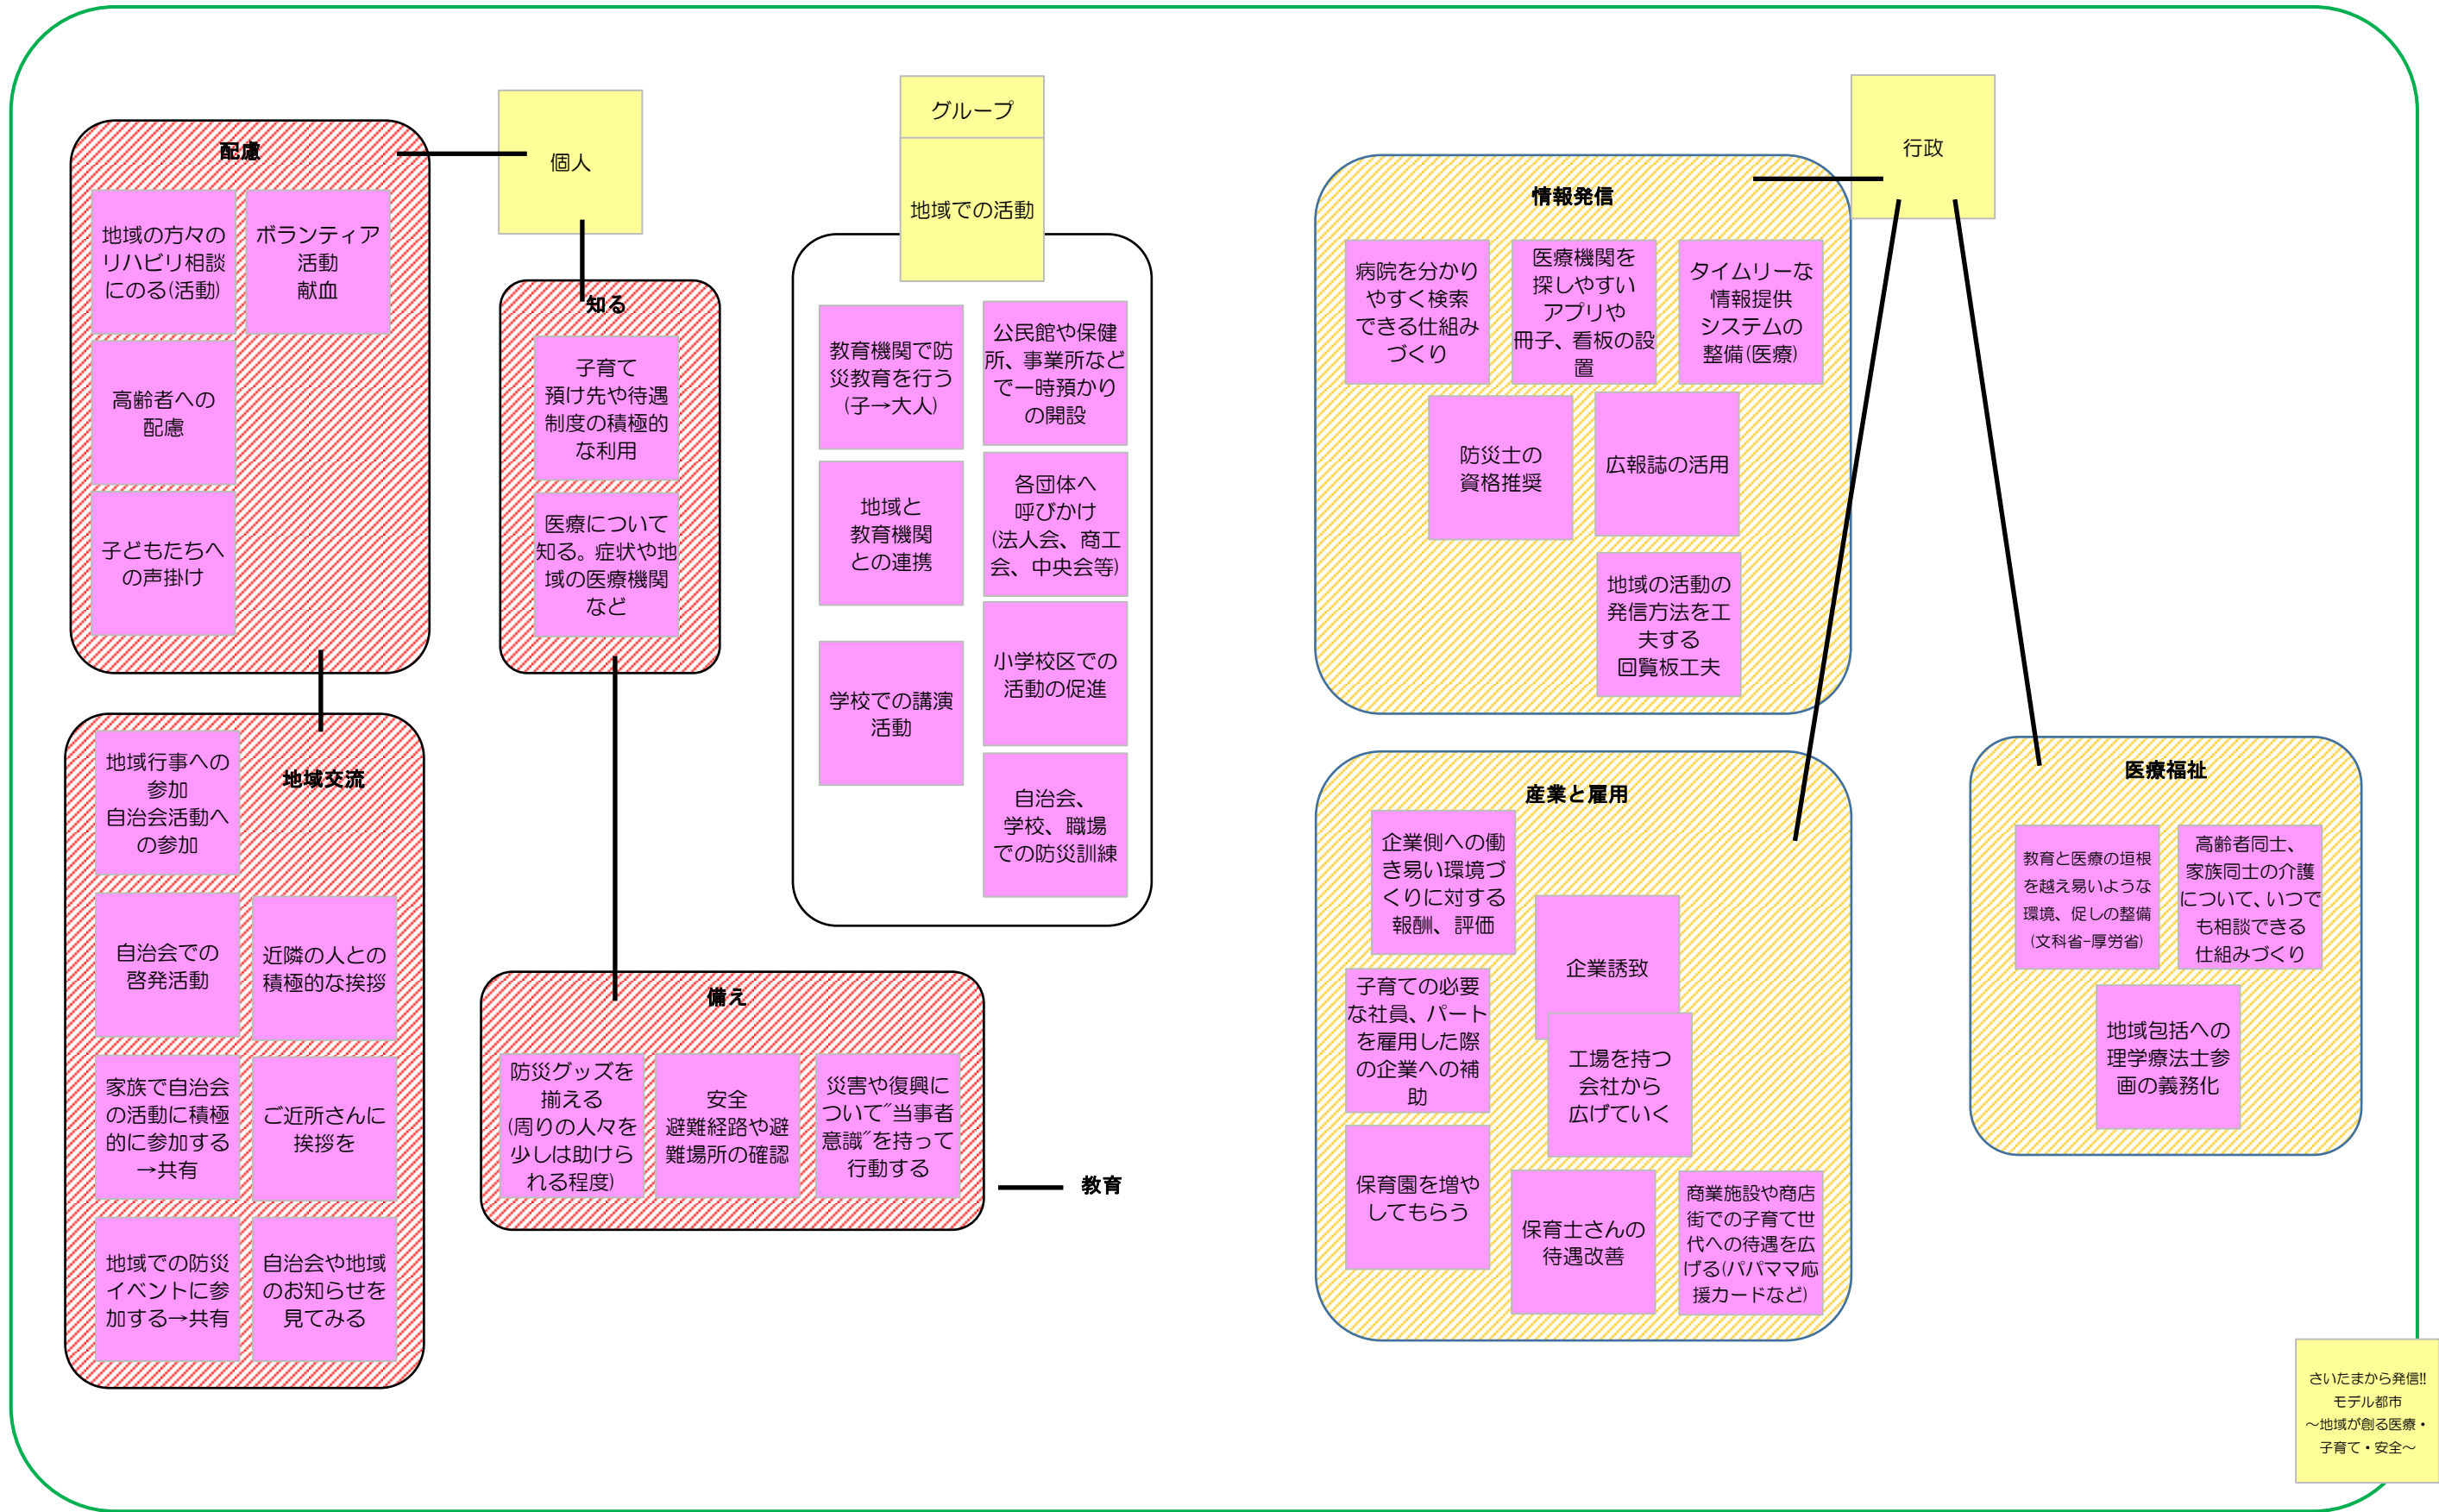 個人
配慮
地域の方々の
リハビリ相談
にのる(活動)
ボランティア
活動
献血
高齢者への
配慮
子どもたちへ
の声掛け
知る
子育て
預け先や待遇
制度の積極的
な利用
医療について
知る。症状や地
域の医療機関
など
地域交流
地域行事への
参加
自治会活動へ
の参加
自治会での
啓発活動
近隣の人との
積極的な挨拶
家族で自治会
の活動に積極
的に参加する
→共有
ご近所さんに
挨拶を
地域での防災
イベントに参
加する→共有
自治会や地域
のお知らせを
見てみる
備え
防災グッズを
揃える
(周りの人々を
少しは助けら
れる程度)
安全
避難経路や避
難場所の確認
災害や復興に
ついて"当事者
意識"を持って
行動する
教育
グループ
地域での活動
教育機関で防
災教育を行う
(子→大人)
公民館や保健
所、事業所など
で一時預かり
の開設
地域と
教育機関
との連携
各団体へ
呼びかけ
(法人会、商工
会、中央会等)
小学校区での
活動の促進
学校での講演
活動
自治会、
学校、職場
での防災訓練
行政
情報発信
病院を分かり
やすく検索
できる仕組み
づくり
医療機関を
探しやすい
アプリや
冊子、看板の設
置
タイムリーな
情報提供
システムの
整備(医療)
防災士の
資格推奨
広報誌の活用
地域の活動の
発信方法を工
夫する
回覧板工夫
産業と雇用
企業側への働
き易い環境づ
くりに対する
報酬、評価
企業誘致
子育ての必要
な社員、パート
を雇用した際
の企業への補
助
工場を持つ
会社から
広げていく
保育園を増や
してもらう
保育士さんの
待遇改善
商業施設や商店
街での子育て世
代への待遇を広
げる(パパママ応
援カードなど)
医療福祉
教育と医療の垣根
を越え易いような
環境、促しの整備
(文科省-厚労省)
高齢者同士、
家族同士の介護
について、いつで
も相談できる
仕組みづくり
地域包括への
理学療法士参
画の義務化
さいたまから発信!!
モデル都市
～地域が創る医療・
子育て・安全～